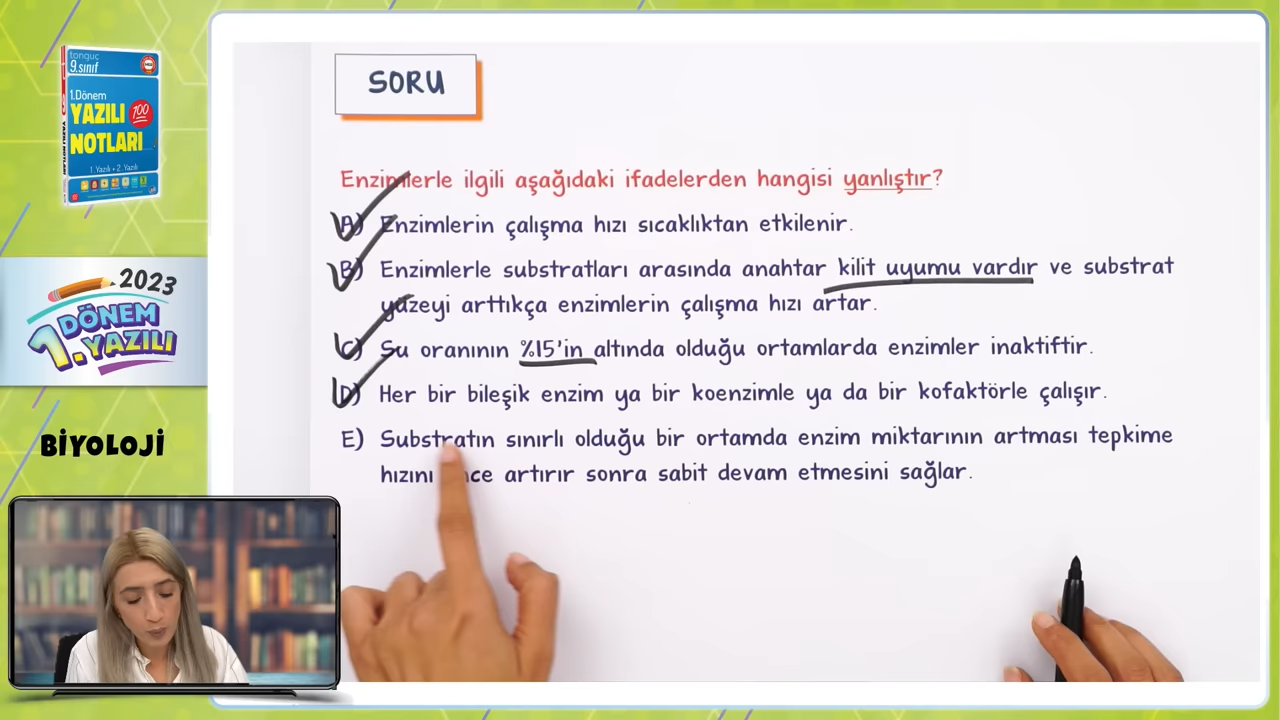 tonguç
9.sınıf
1.Dönem
YAZILI
100
NOTLARI
1.Yazılı + 2.Yazılı
YAZILI NOTLARI
2023
1. DÖNEM
YAZILI
BİYOLOJİ
SORU
Enzimlerle ilgili aşağıdaki ifadelerden hangisi yanlıştır?
A) Enzimlerin çalışma hızı sıcaklıktan etkilenir.
B) Enzimlerle substratları arasında anahtar kilit uyumu vardır ve substrat
yüzeyi arttıkça enzimlerin çalışma hızı artar.
C) Su oranının %15'in altında olduğu ortamlarda enzimler inaktiftir.
D) Her bir bileşik enzim ya bir koenzimle ya da bir kofaktörle çalışır.
E) Substratın sınırlı olduğu bir ortamda enzim miktarının artması tepkime
hızını artırır sonra sabit devam etmesini sağlar.